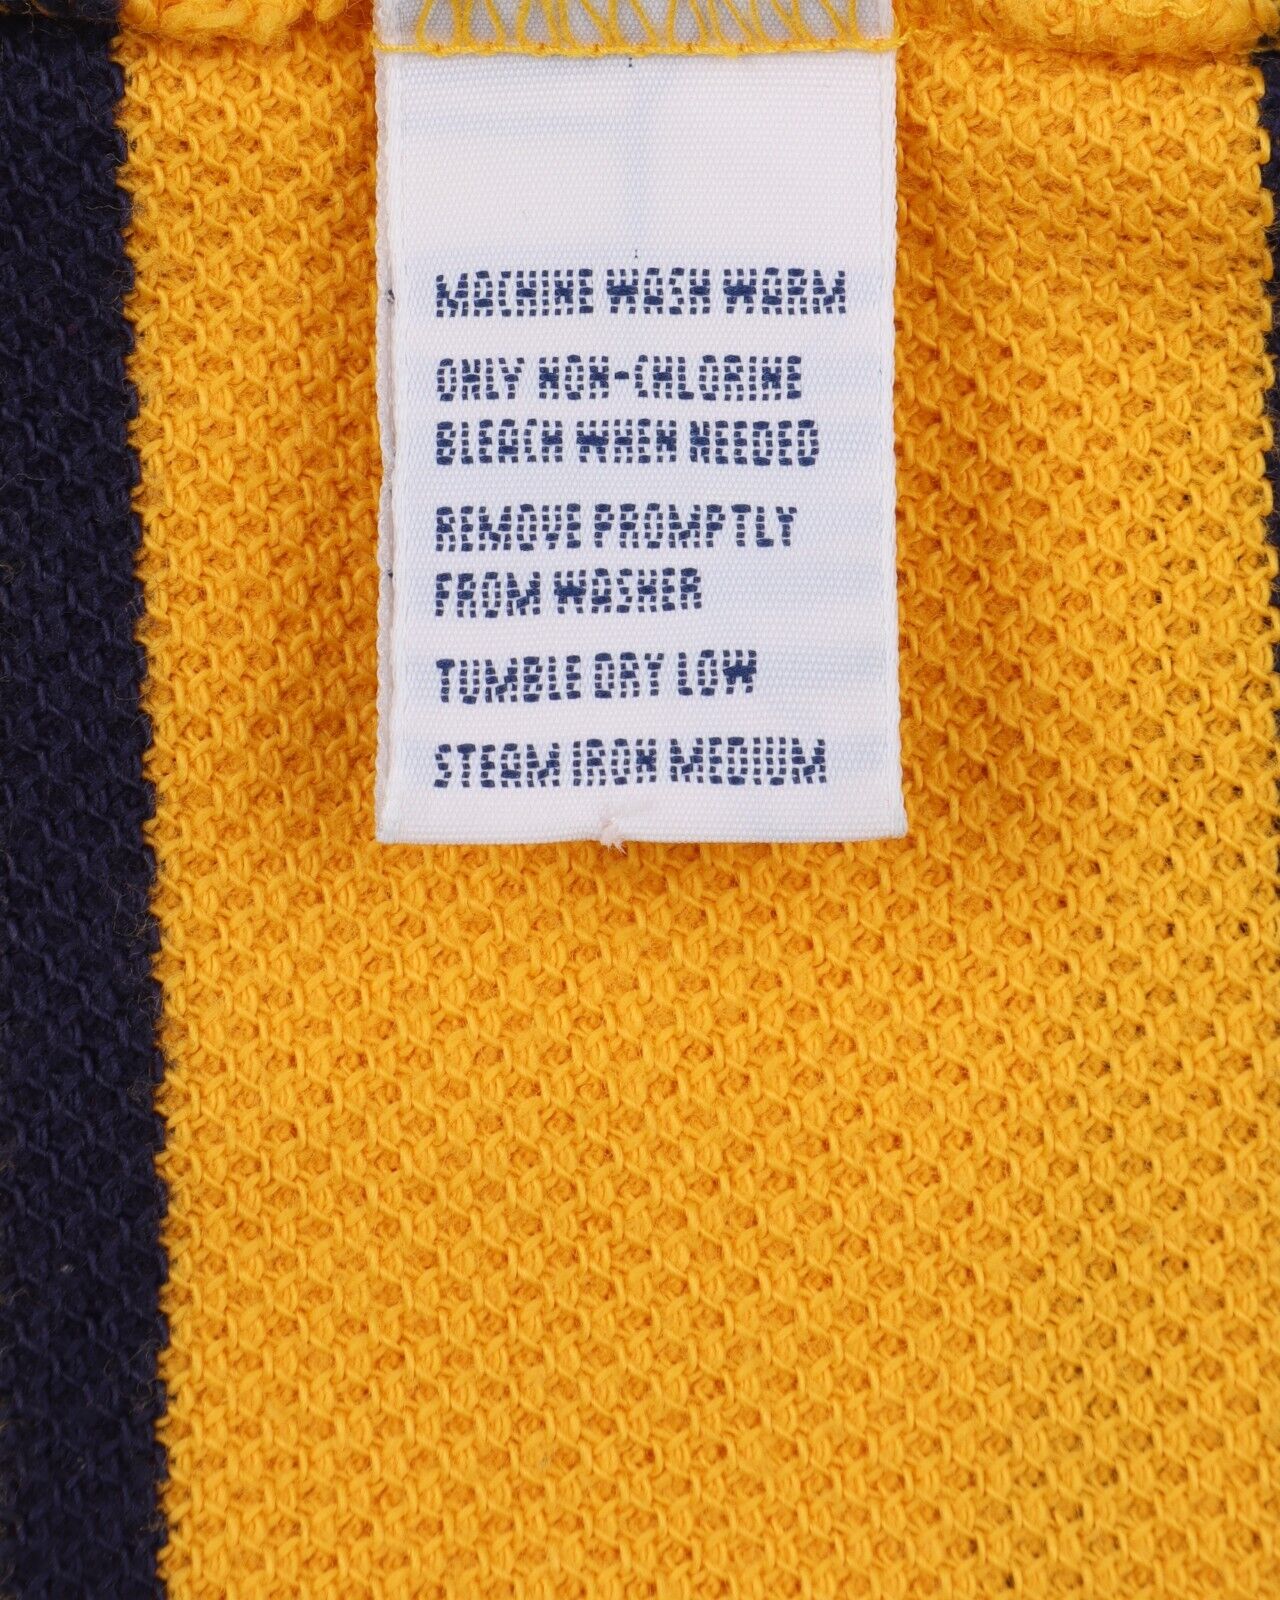 MACHINE WASH WARM
ONLY NON-CHLORINE
BLEACH WHEN NEEDED
REMOVE PROMPTLY
FROM WASHER
TUMBLE DRY LOW
STEAM IRON MEDIUM